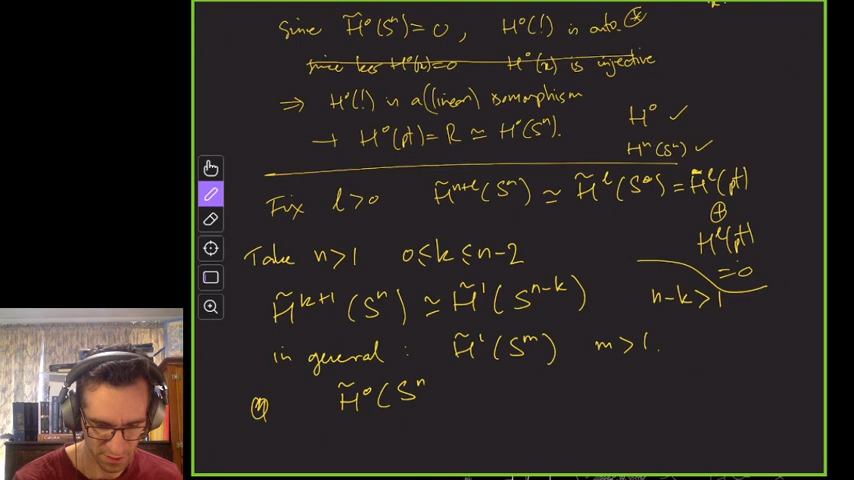 Since H̃⁰(Sⁿ) = 0, H⁰(!) is onto. ⊛
since ker H⁰(x) = 0 H⁰(x) is injective
⇒ H⁰(!) is a (linear) isomorphism
→ H⁰(pt) = ℝ ≃ H⁰(Sⁿ).
H⁰ ✓
Hⁿ(Sⁿ) ✓
Fix l > 0 H̃ⁿ⁺ˡ(Sⁿ) ≃ H̃ˡ(S⁰) = H̃ˡ(pt)
⊕
Hˡ(pt)
= 0
Take n > 1 0 ≤ k ≤ n-2
n-k > 1
H̃ᵏ⁺¹(Sⁿ) ≃ H̃¹(Sⁿ⁻ᵏ)
in general: H̃¹(Sᵐ) m > 1.
H̃⁰(Sⁿ